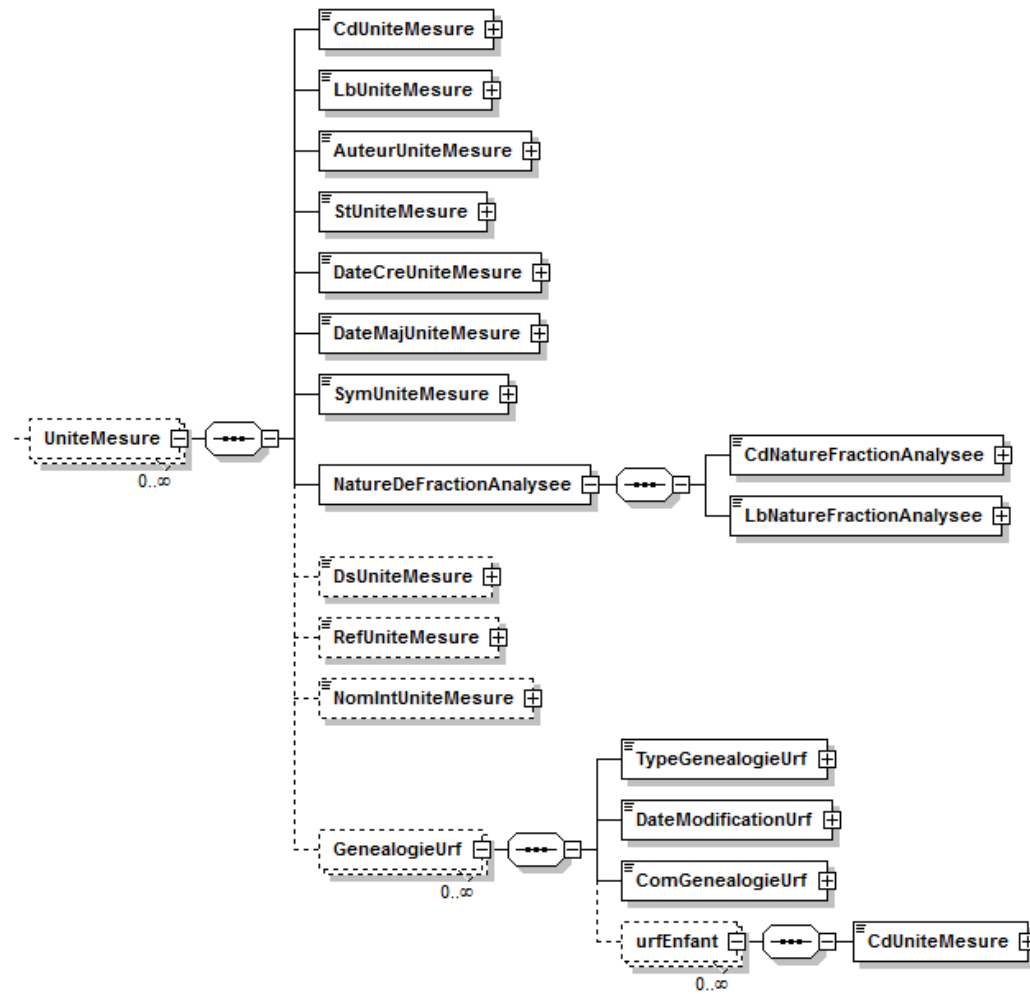 CdUniteMesure
LbUniteMesure
AuteurUniteMesure
StUniteMesure
DateCreUniteMesure
DateMajUniteMesure
SymUniteMesure
UniteMesure
0..∞
NatureDeFractionAnalysee
CdNatureFractionAnalysee
LbNatureFractionAnalysee
DsUniteMesure
RefUniteMesure
NomIntUniteMesure
GenealogieUrf
0..∞
TypeGenealogieUrf
DateModificationUrf
ComGenealogieUrf
urfEnfant
0..∞
CdUniteMesure